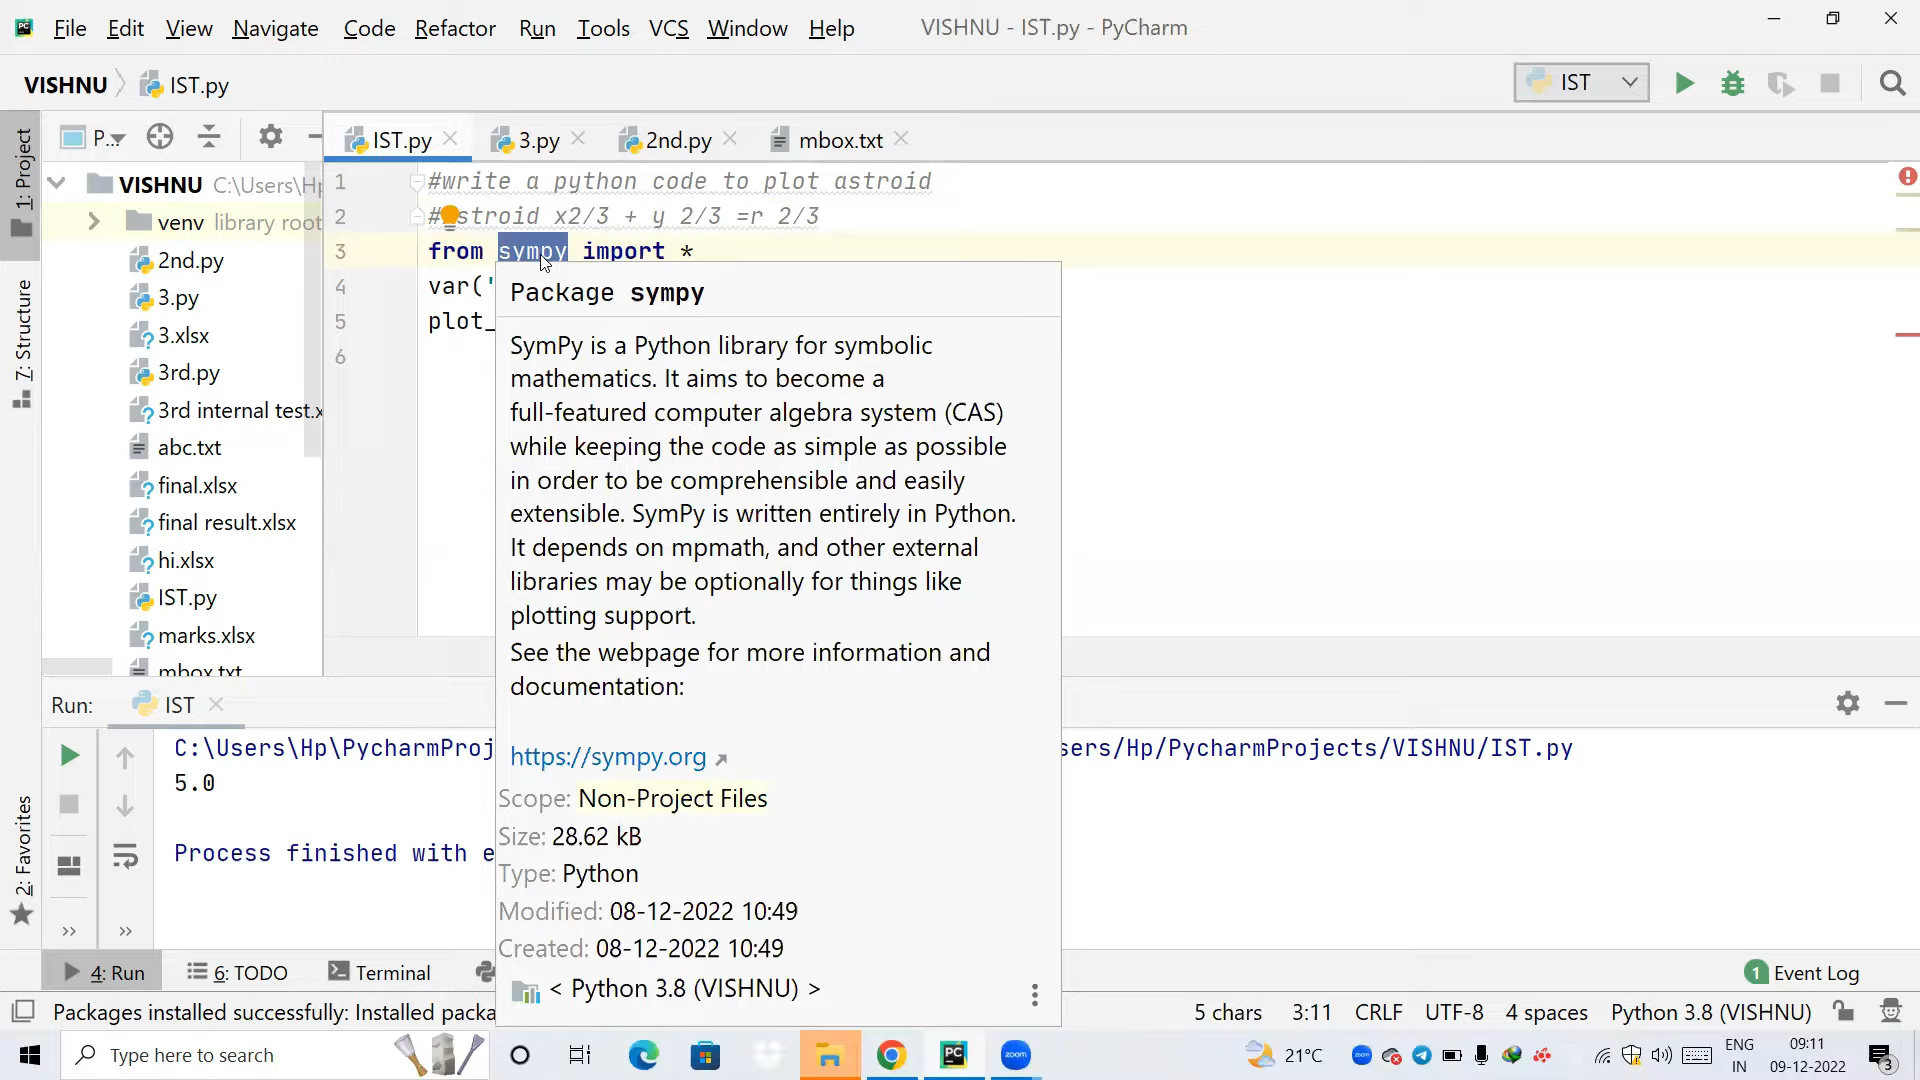 File Edit View Navigate Code Refactor Run Tools VCS Window Help VISHNU - IST.py - PyCharm
VISHNU IST.py IST
P... IST.py 3.py 2nd.py mbox.txt
1: Project
7: Structure
2: Favorites
VISHNU C:\Users\H
venv library root
2nd.py
3.py
3.xlsx
3rd.py
3rd internal test.x
abc.txt
final.xlsx
final result.xlsx
hi.xlsx
IST.py
marks.xlsx
mbox.txt
1 #write a python code to plot astroid
2 # stroid x2/3 + y 2/3 =r 2/3
3 from sympy import *
4 var('
5 plot_
6
Package sympy
SymPy is a Python library for symbolic
mathematics. It aims to become a
full-featured computer algebra system (CAS)
while keeping the code as simple as possible
in order to be comprehensible and easily
extensible. SymPy is written entirely in Python.
It depends on mpmath, and other external
libraries may be optionally for things like
plotting support.
See the webpage for more information and
documentation:
https://sympy.org
Scope: Non-Project Files
Size: 28.62 kB
Type: Python
Modified: 08-12-2022 10:49
Created: 08-12-2022 10:49
< Python 3.8 (VISHNU) >
Run: IST
C:\Users\Hp\PycharmProj sers/Hp/PycharmProjects/VISHNU/IST.py
5.0
Process finished with e
4: Run 6: TODO Terminal 1 Event Log
Packages installed successfully: Installed packa 5 chars 3:11 CRLF UTF-8 4 spaces Python 3.8 (VISHNU)
Type here to search PC zoom 21°C zoom ENG IN 09:11 09-12-2022 3